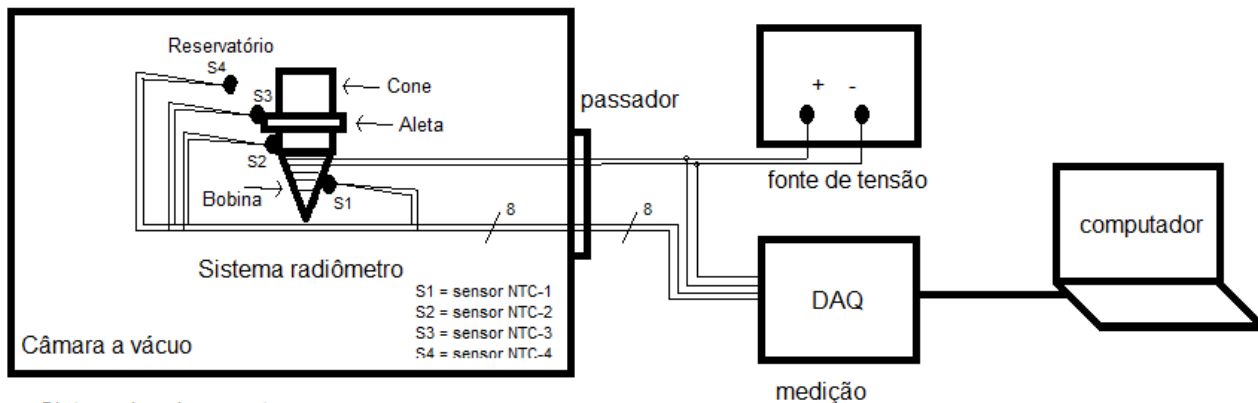 Reservatório
S4
Cone
S3
Aleta
S2
Bobina
S1
8
8
passador
+ -
fonte de tensão
computador
DAQ
medição
Sistema radiômetro
S1 = sensor NTC-1
S2 = sensor NTC-2
S3 = sensor NTC-3
S4 = sensor NTC-4
Câmara a vácuo